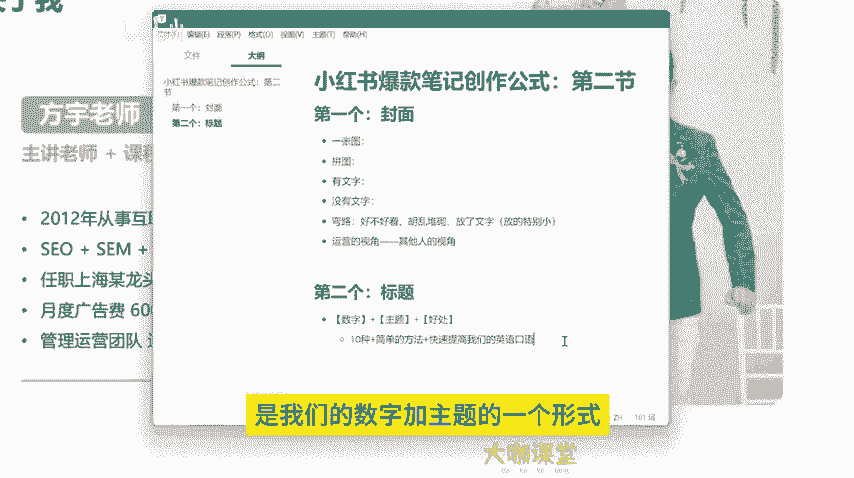 于我
方宇老师
主讲老师 + 课程
2012年从事互联
SEO + SEM +
任职上海某龙头
月度广告费 600
管理运营团队
编辑(E) 段落(P) 格式(O) 视图(V) 主题(T) 帮助(H)
文件 大纲
小红书爆款笔记创作公式：第二节
第一个：封面
第二个：标题
小红书爆款笔记创作公式：第二节
第一个：封面
一张图：
拼图：
有文字：
没有文字：
弯路：好不好看、胡乱堆砌、放了文字（放的特别小）
运营的视角——其他人的视角
第二个：标题
【数字】+【主题】+【好处】
10种+简单的方法+快速提高我们的英语口语
ZH 101 词
是我们的数字加主题的一个形式
大咖课堂